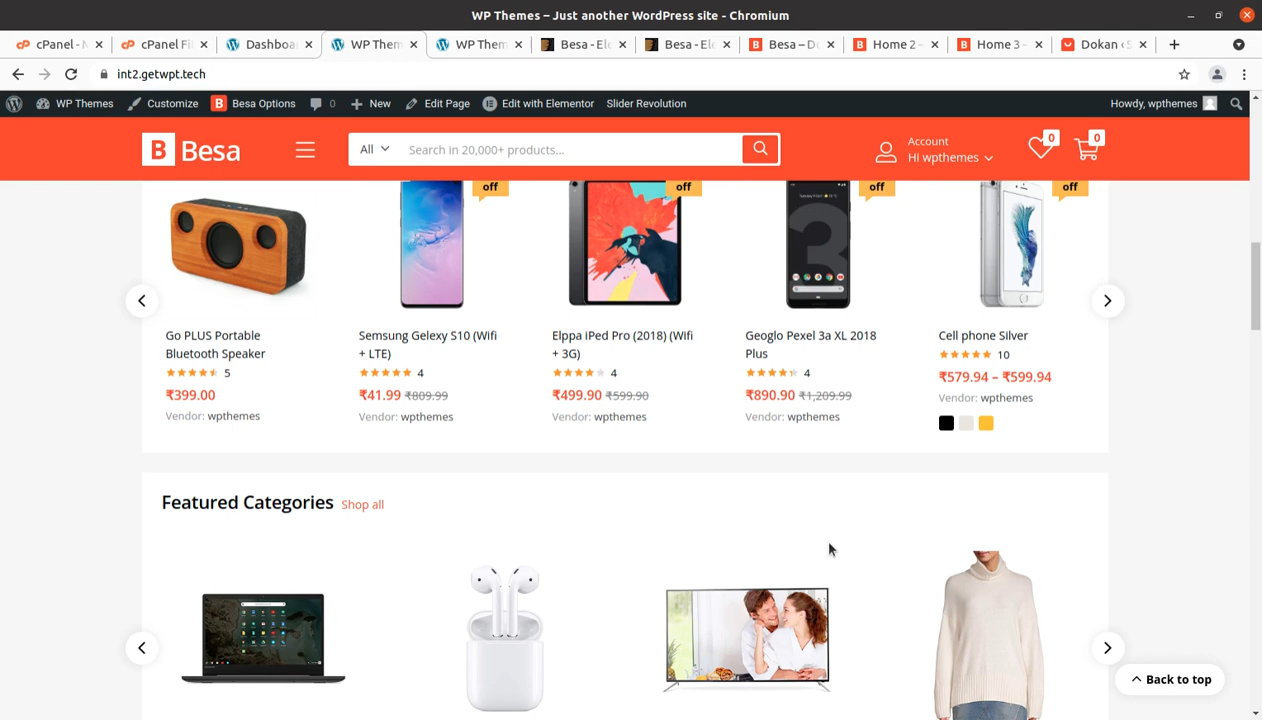 WP Themes – Just another WordPress site - Chromium
cPanel - M
cPanel Fi
Dashboa
WP Them
WP Them
Besa - Ele
Besa - Ele
Besa – D
Home 2 –
Home 3 –
Dokan ‹ S
int2.getwpt.tech
WP Themes
Customize
B Besa Options
0
New
Edit Page
Edit with Elementor
Slider Revolution
Howdy, wpthemes
B Besa
All
Search in 20,000+ products...
Account
Hi wpthemes
0
0
off
off
off
off
Go PLUS Portable
Bluetooth Speaker
5
₹399.00
Vendor: wpthemes
Samsung Gelexy S10 (Wifi
+ LTE)
4
₹41.99 ₹809.99
Vendor: wpthemes
Elppa iPed Pro (2018) (Wifi
+ 3G)
4
₹499.90 ₹599.90
Vendor: wpthemes
Geoglo Pexel 3a XL 2018
Plus
4
₹890.90 ₹1,209.99
Vendor: wpthemes
Cell phone Silver
10
₹579.94 – ₹599.94
Vendor: wpthemes
Featured Categories Shop all
Back to top